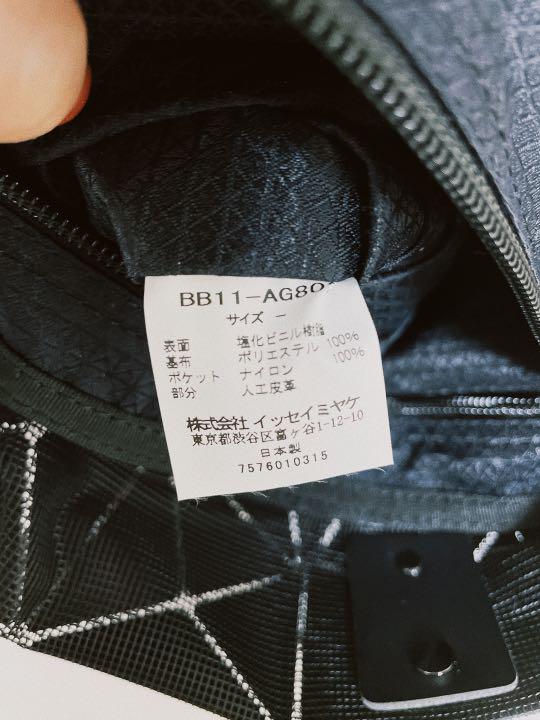 BB11-AG80
サイズ ー
表面 塩化ビニル樹脂
基布 ポリエステル 100%
ポケット ナイロン 100%
部分 人工皮革
株式会社 イッセイミヤケ
東京都渋谷区富ヶ谷1-12-10
日本製
7576010315